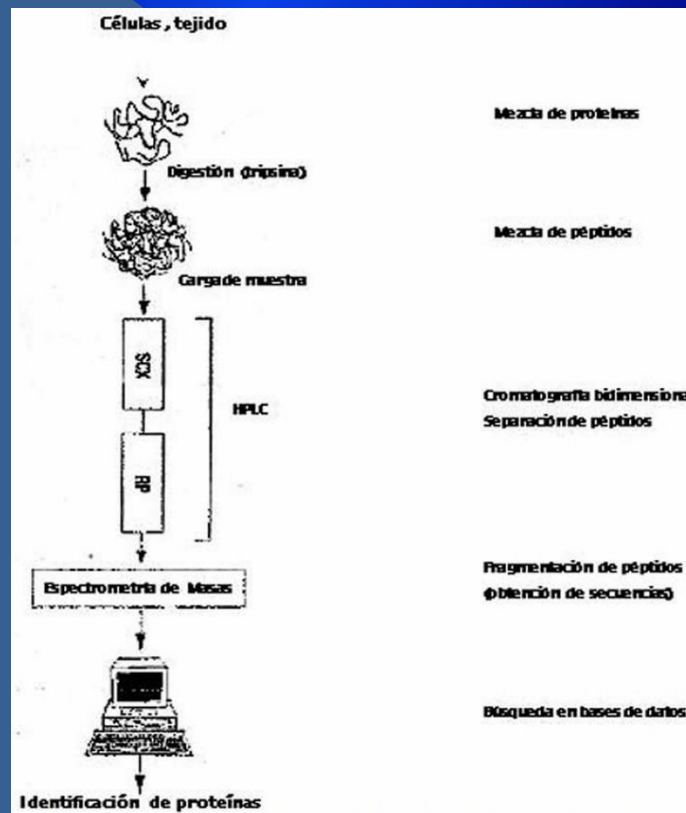 Células, tejido
Mezcla de proteínas
Digestión (tripsina)
Mezcla de péptidos
Carga de muestra
SCX
HPLC
Cromatografía bidimensiona
Separación de péptidos
RP
Fragmentación de péptidos
Espectrometría de Masas
(obtención de secuencias)
Búsqueda en bases de datos
Identificación de proteínas